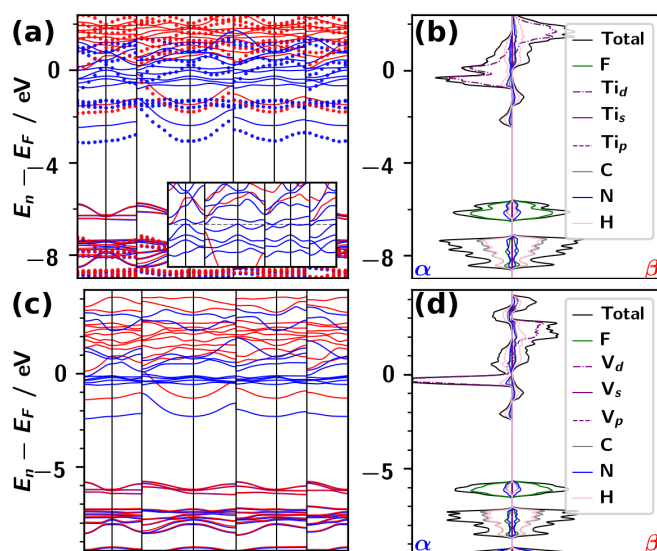 (a)
(b)
E_n − E_F / eV
0
−4
−8
0
−4
−8
Total
F
Ti_d
Ti_s
Ti_p
C
N
H
α
β
(c)
(d)
E_n − E_F / eV
0
−5
0
−5
Total
F
V_d
V_s
V_p
C
N
H
α
β